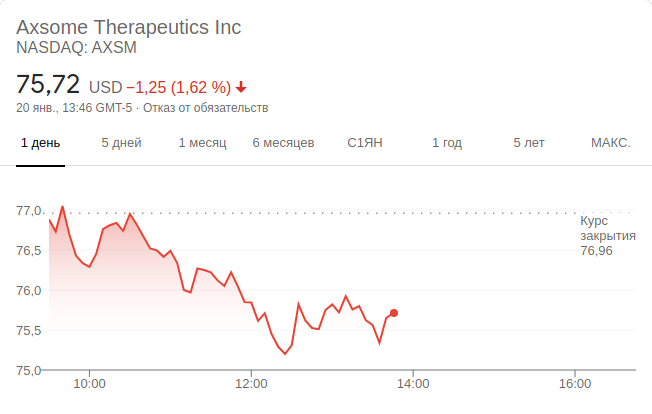 Axsome Therapeutics Inc
NASDAQ: AXSM
75,72 USD −1,25 (1,62 %)
20 янв., 13:46 GMT-5 · Отказ от обязательств
1 день 5 дней 1 месяц 6 месяцев С1ЯН 1 год 5 лет МАКС.
77,0
Курс
закрытия
76,96
76,5
76,0
75,5
75,0
10:00 12:00 14:00 16:00